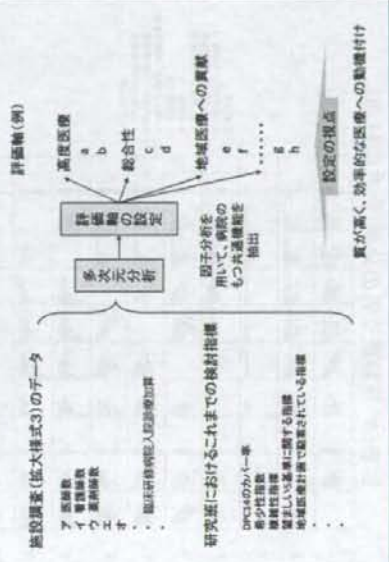 施設調査(拡大様式3)のデータ
ア 医師数
イ 看護師数
ウ 薬剤師数
エ
オ
・
・ 臨床研修病院入院診療加算
研究班におけるこれまでの検討指標
DPC14のカバー率
希少性指数
複雑性指標
望ましい5基準に関する指標
地域医療計画で勘案されている指標
・
・
・
多次元分析
評価軸の設定
因子分析を
用いて、病院の
もつ共通機能を
抽出
評価軸(例)
高度医療
a
b
総合性
c
d
地域医療への貢献
e
f
・・・・・・
g
h
設定の視点
質が高く、効率的な医療への動機付け